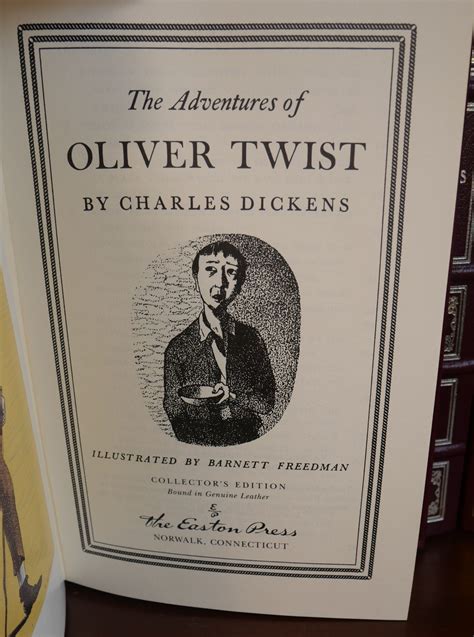 The Adventures of
OLIVER TWIST
BY CHARLES DICKENS
ILLUSTRATED BY BARNETT FREEDMAN
COLLECTOR'S EDITION
Bound in Genuine Leather
The Easton Press
NORWALK, CONNECTICUT